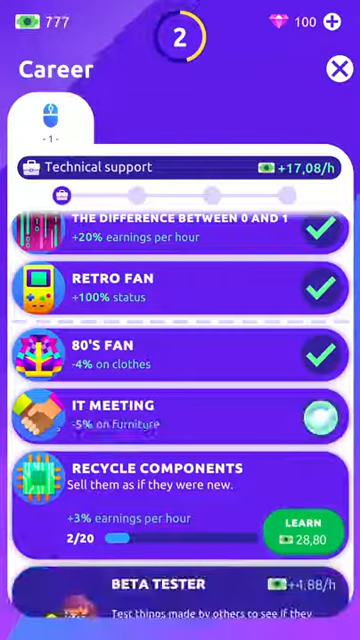 777
2
100
Career
- 1 -
Technical support
+17,08/h
THE DIFFERENCE BETWEEN 0 AND 1
+20% earnings per hour
RETRO FAN
+100% status
80'S FAN
-4% on clothes
IT MEETING
-5% on furniture
RECYCLE COMPONENTS
Sell them as if they were new.
+3% earnings per hour
LEARN
2/20
28,80
BETA TESTER
+4.88/h
Test things made by others to see if they